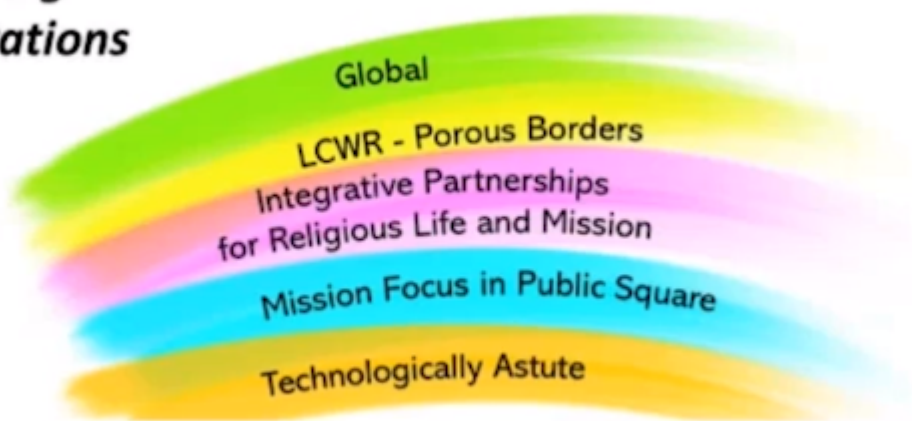 ations
Global
LCWR - Porous Borders
Integrative Partnerships
for Religious Life and Mission
Mission Focus in Public Square
Technologically Astute